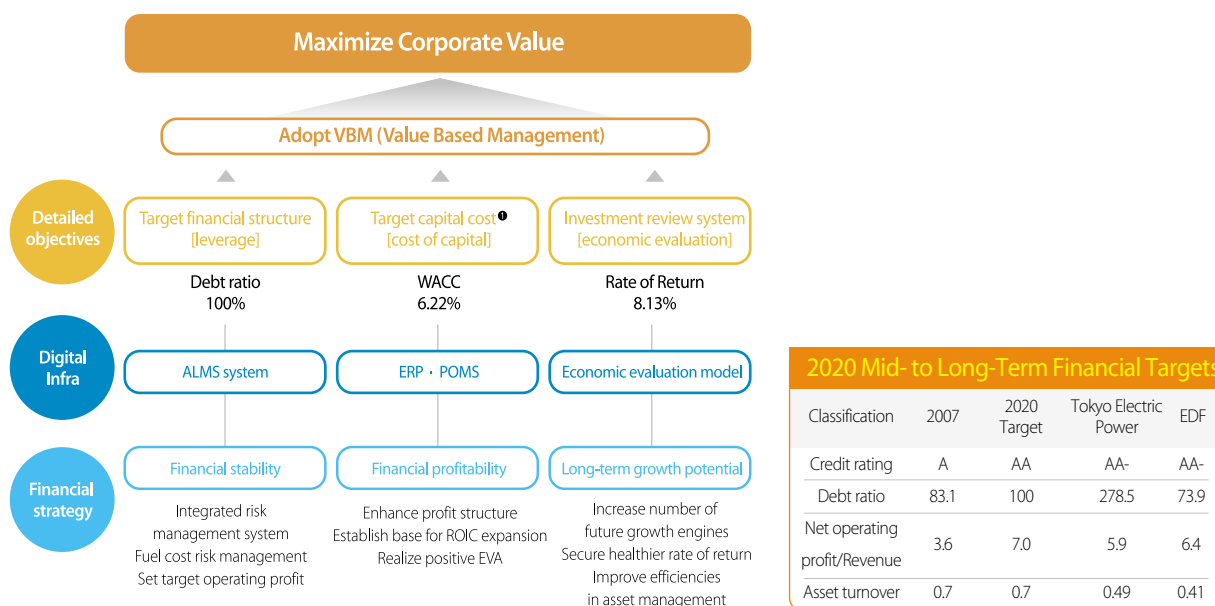 Maximize Corporate Value
Adopt VBM (Value Based Management)
Detailed
objectives
Target financial structure
[leverage]
Target capital cost❶
[cost of capital]
Investment review system
[economic evaluation]
Debt ratio
100%
WACC
6.22%
Rate of Return
8.13%
Digital
Infra
ALMS system
ERP · POMS
Economic evaluation model
Financial
strategy
Financial stability
Financial profitability
Long-term growth potential
Integrated risk
management system
Fuel cost risk management
Set target operating profit
Enhance profit structure
Establish base for ROIC expansion
Realize positive EVA
Increase number of
future growth engines
Secure healthier rate of return
Improve efficiencies
in asset management
2020 Mid- to Long-Term Financial Targets
Classification 2007 2020 Target Tokyo Electric Power EDF
Credit rating A AA AA- AA-
Debt ratio 83.1 100 278.5 73.9
Net operating profit/Revenue 3.6 7.0 5.9 6.4
Asset turnover 0.7 0.7 0.49 0.41